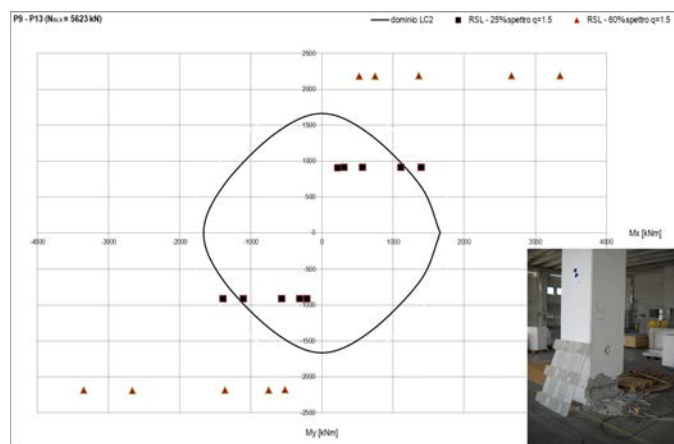 P9 - P13 (NSLV = 5623 kN)
dominio LC2
RSL - 25%spettro q=1.5
RSL - 60%spettro q=1.5
2500
2000
1500
1000
500
0
-500
-1000
-1500
-2000
-2500
-4000 -3000 -2000 -1000 0 1000 2000 3000 4000
Mx [kNm]
My [kNm]
9